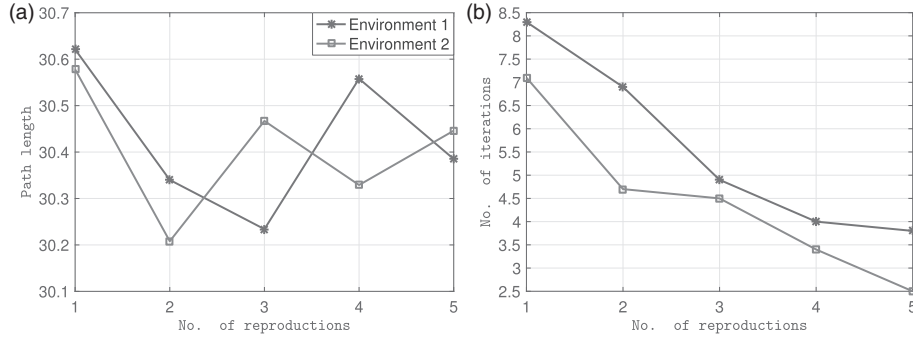 (a)
Path length
30.7
30.6
30.5
30.4
30.3
30.2
30.1
Environment 1
Environment 2
1 2 3 4 5
No. of reproductions
(b)
No. of iterations
8.5
8
7.5
7
6.5
6
5.5
5
4.5
4
3.5
3
2.5
1 2 3 4 5
No. of reproductions